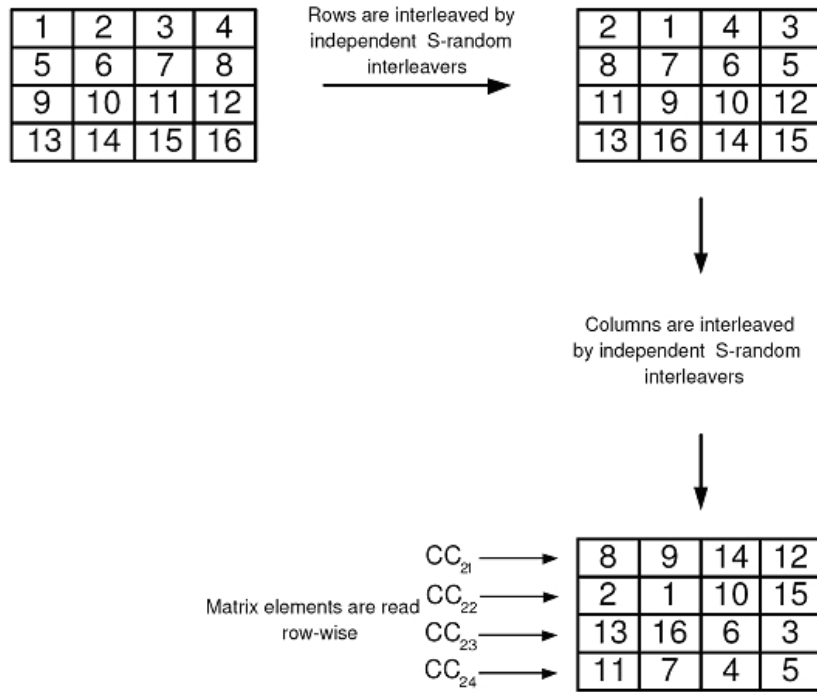 1 2 3 4
5 6 7 8
9 10 11 12
13 14 15 16
Rows are interleaved by
independent S-random
interleavers
2 1 4 3
8 7 6 5
11 9 10 12
13 16 14 15
Columns are interleaved
by independent S-random
interleavers
Matrix elements are read
row-wise
CC21
CC22
CC23
CC24
8 9 14 12
2 1 10 15
13 16 6 3
11 7 4 5